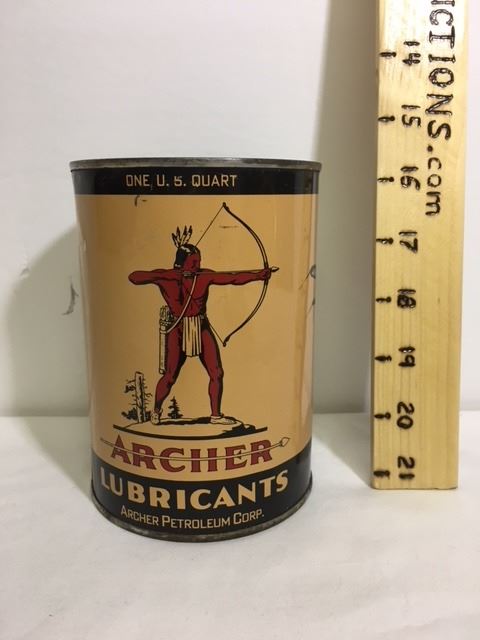 ONE U.S. QUART
ARCHER
LUBRICANTS
ARCHER PETROLEUM CORP.
ICTIONS.com
14
15
16
17
18
19
20
21